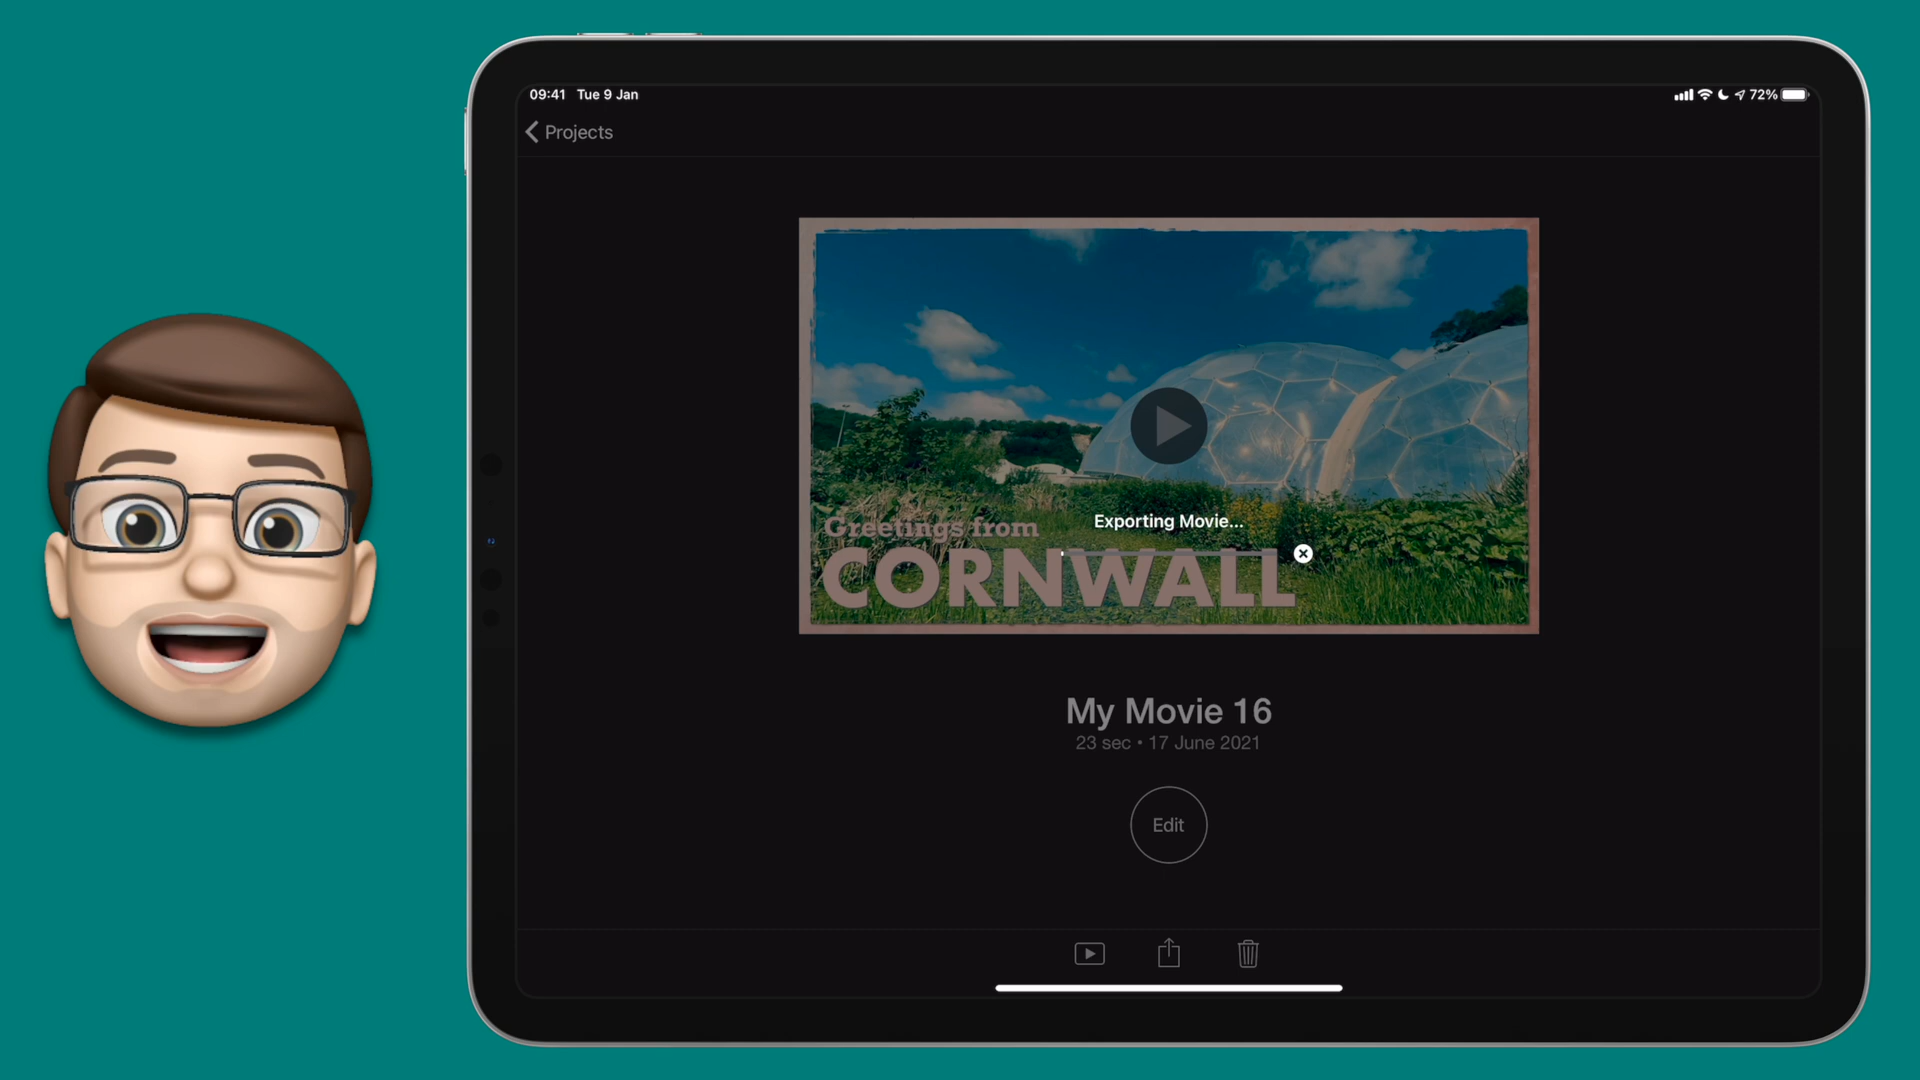 09:41 Tue 9 Jan
72%
Projects
Exporting Movie...
Greetings from
CORNWALL
My Movie 16
23 sec • 17 June 2021
Edit